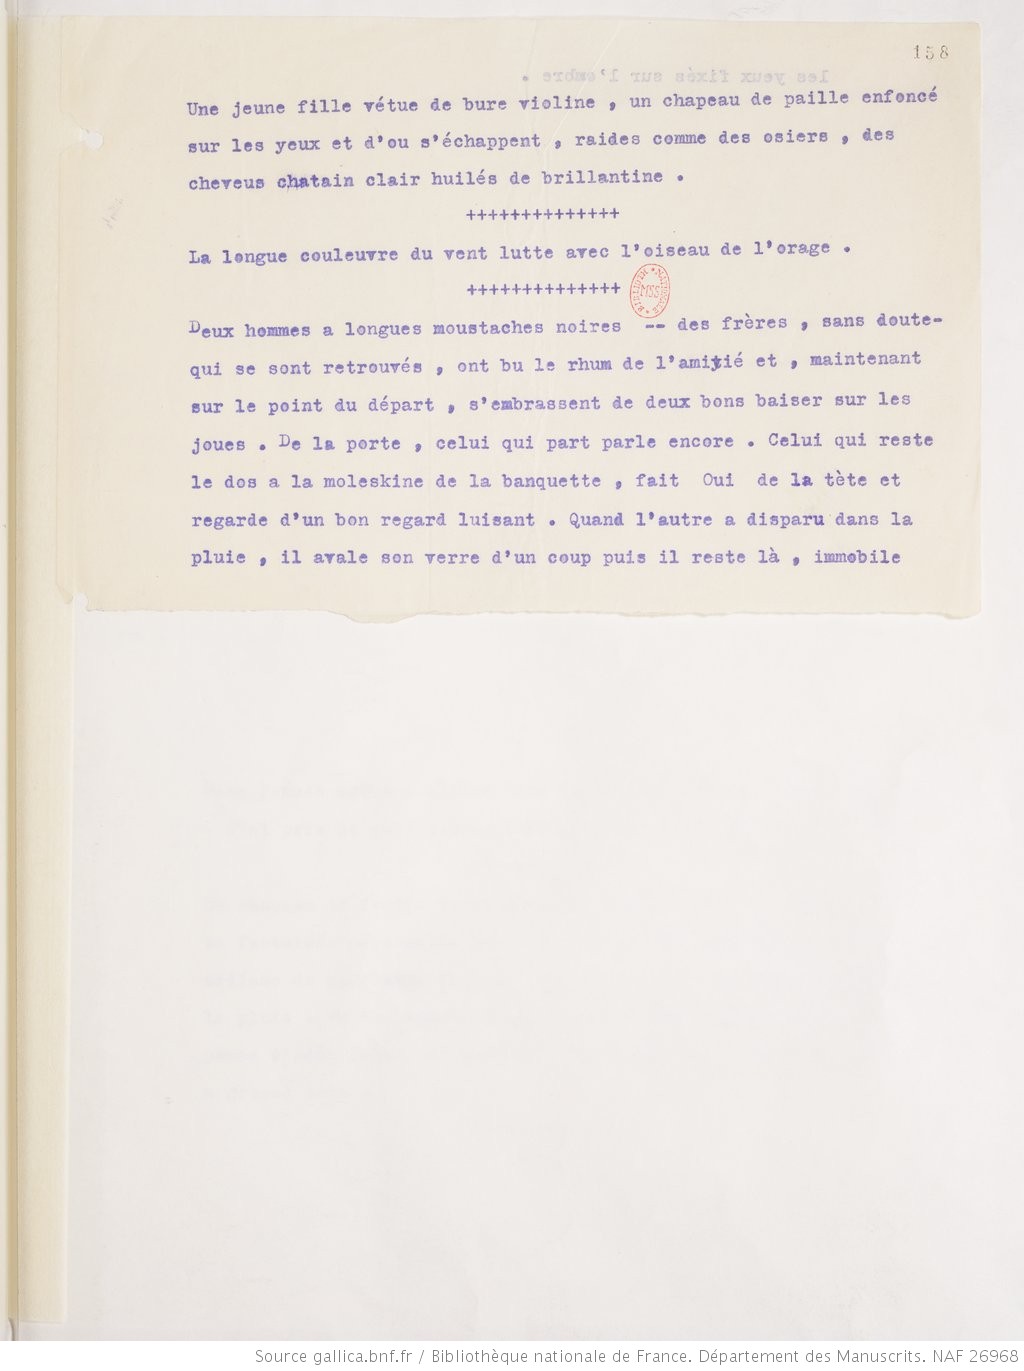 158
les yeux fixés sur l'ombre .
Une jeune fille vétue de bure violine , un chapeau de paille enfoncé
sur les yeux et d'ou s'échappent , raides comme des osiers , des
cheveus chatain clair huilés de brillantine .
++++++++++++++
La longue couleuvre du vent lutte avec l'oiseau de l'orage .
++++++++++++++
BIBLIOTH. NATIONALE MSS
Deux hommes a longues moustaches noires -- des frères , sans doute-
qui se sont retrouvés , ont bu le rhum de l'amitié et , maintenant
sur le point du départ , s'embrassent de deux bons baiser sur les
joues . De la porte , celui qui part parle encore . Celui qui reste
le dos a la moleskine de la banquette , fait Oui de la tète et
regarde d'un bon regard luisant . Quand l'autre a disparu dans la
pluie , il avale son verre d'un coup puis il reste là , immobile
Source gallica.bnf.fr / Bibliothèque nationale de France. Département des Manuscrits. NAF 26968